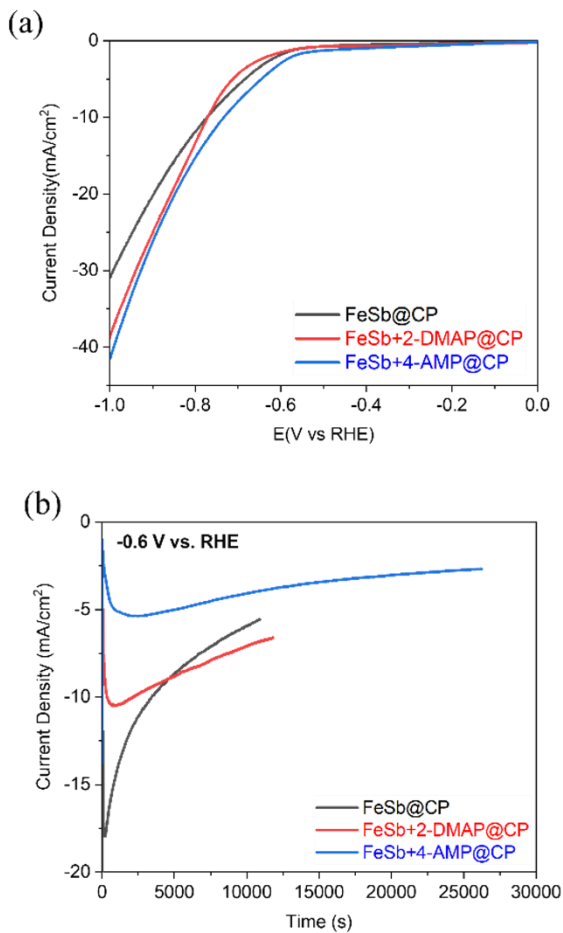 (a)
0
-10
-20
-30
-40
Current Density(mA/cm²)
FeSb@CP
FeSb+2-DMAP@CP
FeSb+4-AMP@CP
-1.0 -0.8 -0.6 -0.4 -0.2 0.0
E(V vs RHE)
(b)
-0.6 V vs. RHE
0
-5
-10
-15
-20
Current Density (mA/cm²)
FeSb@CP
FeSb+2-DMAP@CP
FeSb+4-AMP@CP
0 5000 10000 15000 20000 25000 30000
Time (s)